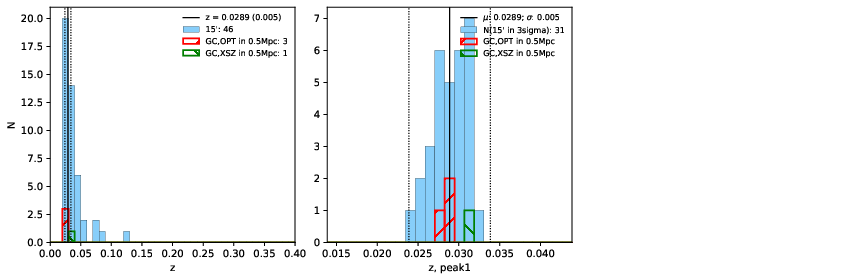 z = 0.0289 (0.005)
15': 46
GC,OPT in 0.5Mpc: 3
GC,XSZ in 0.5Mpc: 1
N
20.0
17.5
15.0
12.5
10.0
7.5
5.0
2.5
0.0
0.00 0.05 0.10 0.15 0.20 0.25 0.30 0.35 0.40
z
μ: 0.0289; σ: 0.005
N(15' in 3sigma): 31
GC,OPT in 0.5Mpc
GC,XSZ in 0.5Mpc
7
6
5
4
3
2
1
0
0.015 0.020 0.025 0.030 0.035 0.040
z, peak1